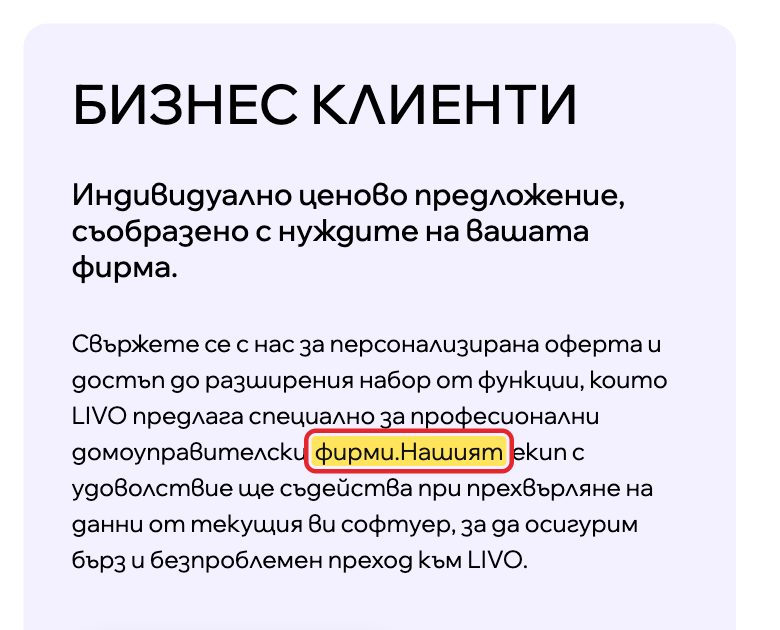 БИЗНЕС КЛИЕНТИ
Индивидуално ценово предложение,
съобразено с нуждите на вашата
фирма.
Свържете се с нас за персонализирана оферта и
достъп до разширения набор от функции, които
LIVO предлага специално за професионални
домоуправителски фирми.Нашият екип с
удоволствие ще съдейства при прехвърляне на
данни от текущия ви софтуер, за да осигурим
бърз и безпроблемен преход към LIVO.